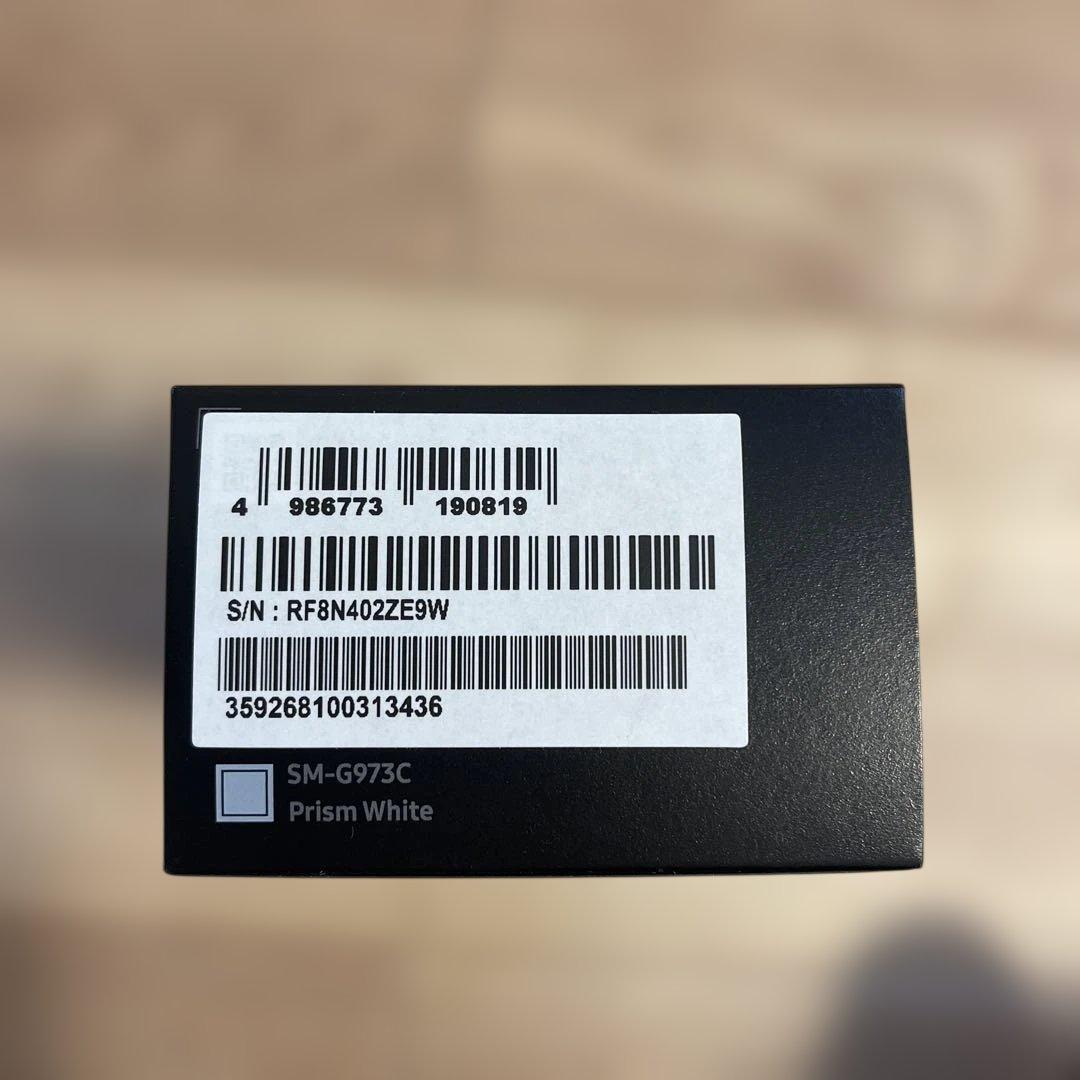 4 986773 190819
S/N : RF8N402ZE9W
359268100313436
SM-G973C
Prism White